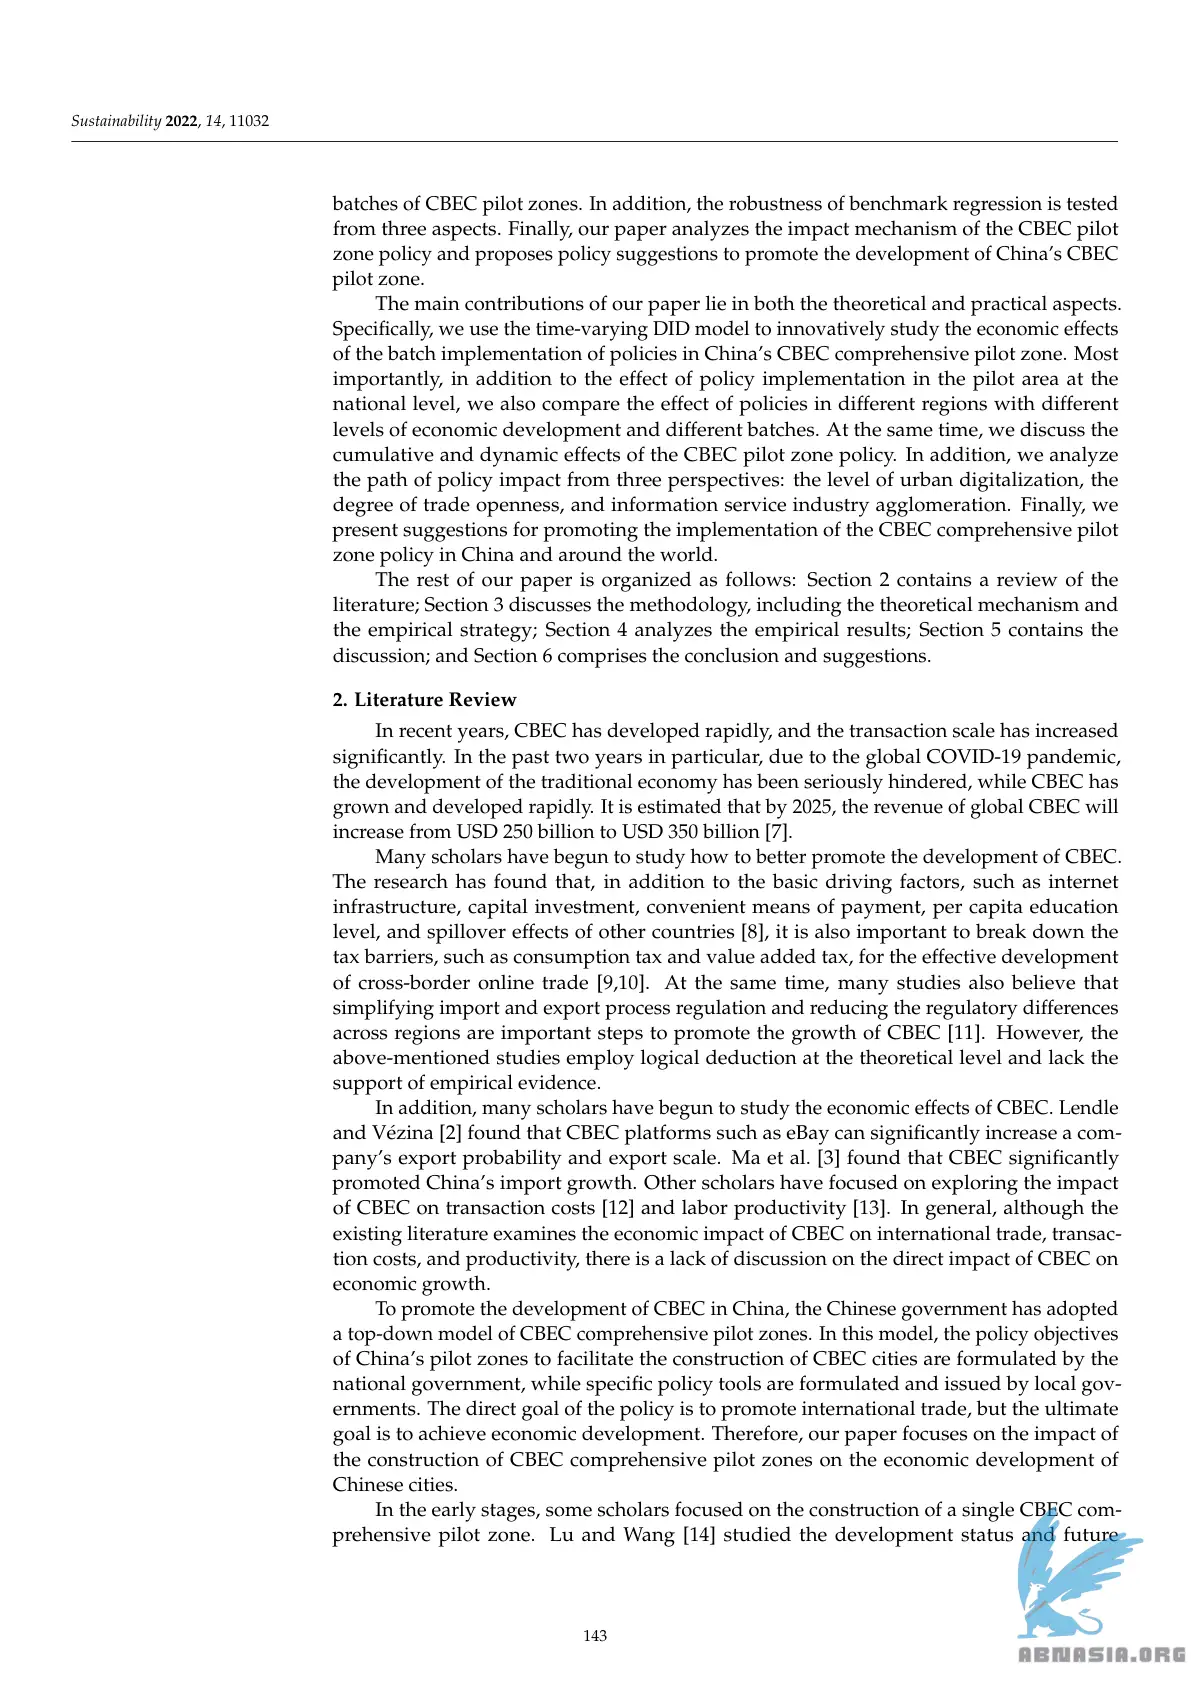 Sustainability 2022, 14, 11032
batches of CBEC pilot zones. In addition, the robustness of benchmark regression is tested
from three aspects. Finally, our paper analyzes the impact mechanism of the CBEC pilot
zone policy and proposes policy suggestions to promote the development of China's CBEC
pilot zone.
The main contributions of our paper lie in both the theoretical and practical aspects.
Specifically, we use the time-varying DID model to innovatively study the economic effects
of the batch implementation of policies in China's CBEC comprehensive pilot zone. Most
importantly, in addition to the effect of policy implementation in the pilot area at the
national level, we also compare the effect of policies in different regions with different
levels of economic development and different batches. At the same time, we discuss the
cumulative and dynamic effects of the CBEC pilot zone policy. In addition, we analyze
the path of policy impact from three perspectives: the level of urban digitalization, the
degree of trade openness, and information service industry agglomeration. Finally, we
present suggestions for promoting the implementation of the CBEC comprehensive pilot
zone policy in China and around the world.
The rest of our paper is organized as follows: Section 2 contains a review of the
literature; Section 3 discusses the methodology, including the theoretical mechanism and
the empirical strategy; Section 4 analyzes the empirical results; Section 5 contains the
discussion; and Section 6 comprises the conclusion and suggestions.
2. Literature Review
In recent years, CBEC has developed rapidly, and the transaction scale has increased
significantly. In the past two years in particular, due to the global COVID-19 pandemic,
the development of the traditional economy has been seriously hindered, while CBEC has
grown and developed rapidly. It is estimated that by 2025, the revenue of global CBEC will
increase from USD 250 billion to USD 350 billion [7].
Many scholars have begun to study how to better promote the development of CBEC.
The research has found that, in addition to the basic driving factors, such as internet
infrastructure, capital investment, convenient means of payment, per capita education
level, and spillover effects of other countries [8], it is also important to break down the
tax barriers, such as consumption tax and value added tax, for the effective development
of cross-border online trade [9,10]. At the same time, many studies also believe that
simplifying import and export process regulation and reducing the regulatory differences
across regions are important steps to promote the growth of CBEC [11]. However, the
above-mentioned studies employ logical deduction at the theoretical level and lack the
support of empirical evidence.
In addition, many scholars have begun to study the economic effects of CBEC. Lendle
and Vézina [2] found that CBEC platforms such as eBay can significantly increase a com-
pany's export probability and export scale. Ma et al. [3] found that CBEC significantly
promoted China's import growth. Other scholars have focused on exploring the impact
of CBEC on transaction costs [12] and labor productivity [13]. In general, although the
existing literature examines the economic impact of CBEC on international trade, transac-
tion costs, and productivity, there is a lack of discussion on the direct impact of CBEC on
economic growth.
To promote the development of CBEC in China, the Chinese government has adopted
a top-down model of CBEC comprehensive pilot zones. In this model, the policy objectives
of China's pilot zones to facilitate the construction of CBEC cities are formulated by the
national government, while specific policy tools are formulated and issued by local gov-
ernments. The direct goal of the policy is to promote international trade, but the ultimate
goal is to achieve economic development. Therefore, our paper focuses on the impact of
the construction of CBEC comprehensive pilot zones on the economic development of
Chinese cities.
In the early stages, some scholars focused on the construction of a single CBEC com-
prehensive pilot zone. Lu and Wang [14] studied the development status and future
143
ABNASIA.ORG